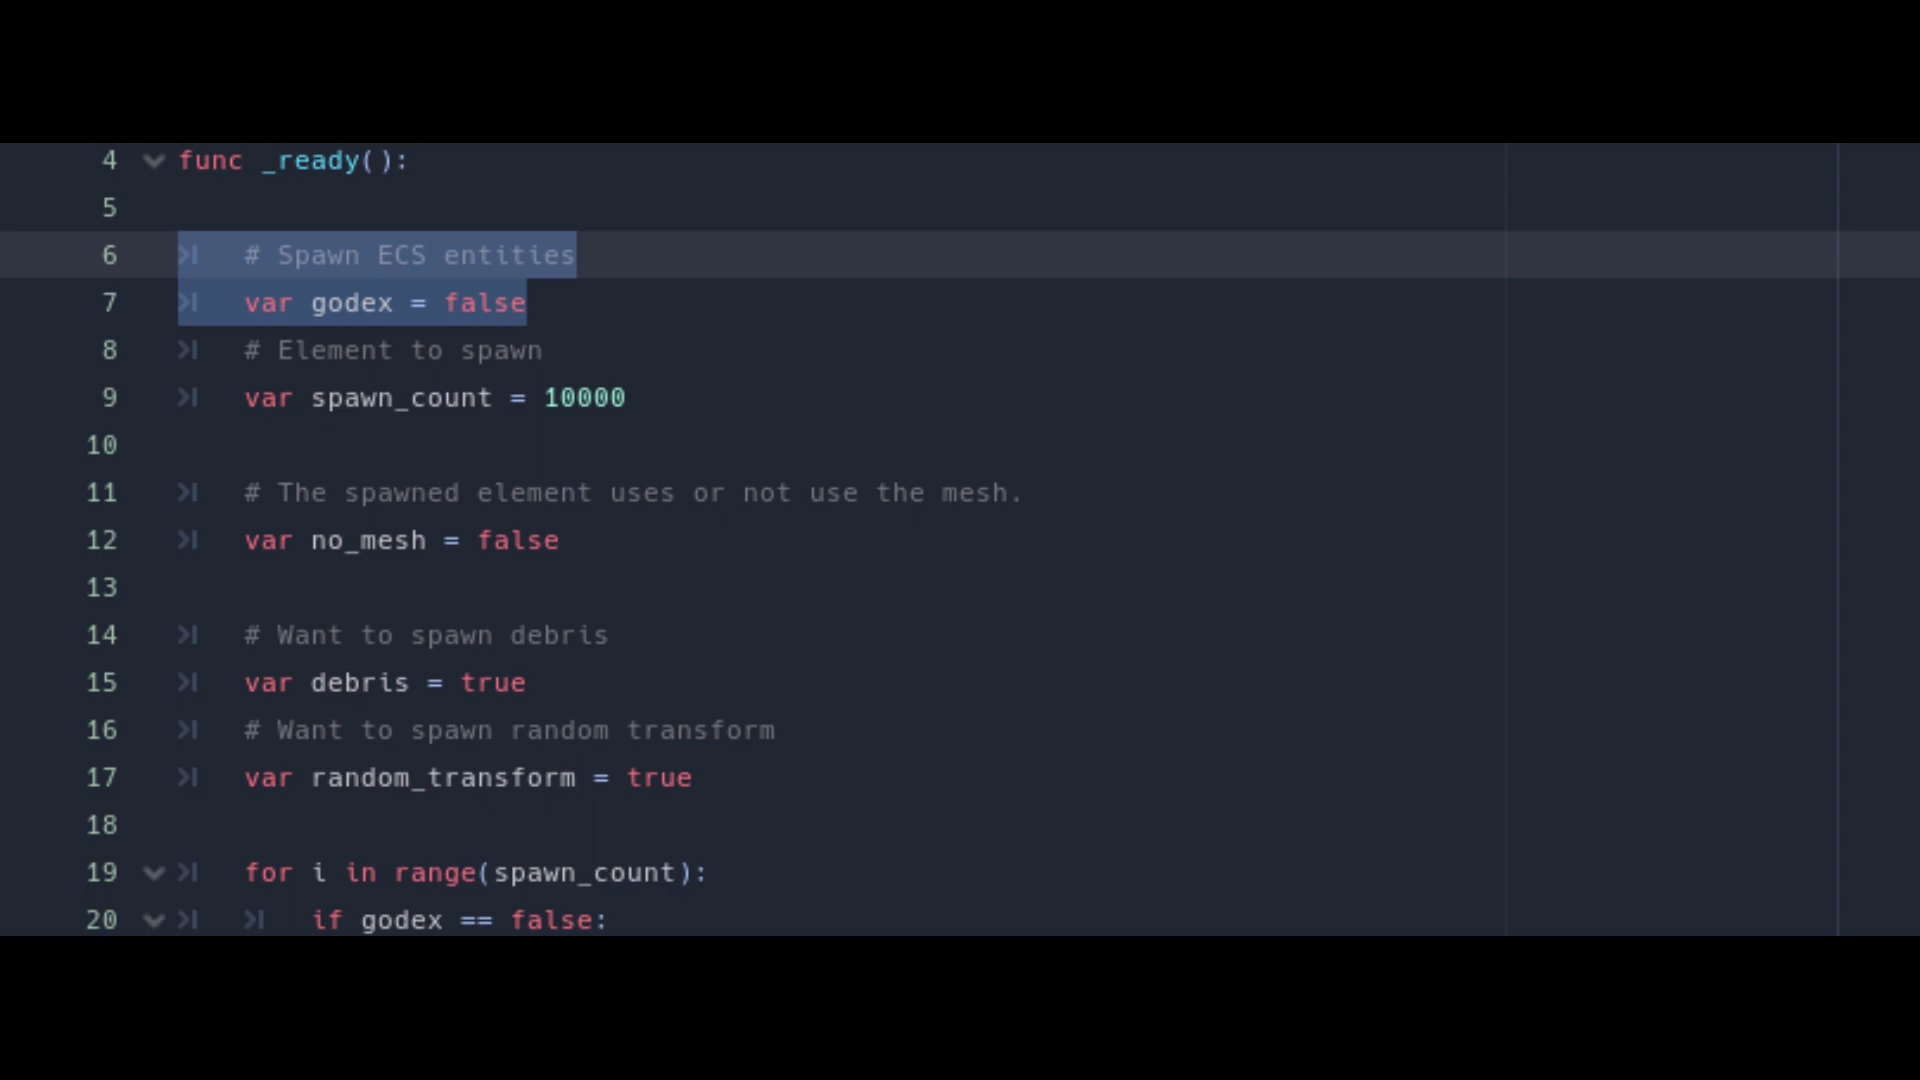 4 func _ready():
5
6 # Spawn ECS entities
7 var godex = false
8 # Element to spawn
9 var spawn_count = 10000
10
11 # The spawned element uses or not use the mesh.
12 var no_mesh = false
13
14 # Want to spawn debris
15 var debris = true
16 # Want to spawn random transform
17 var random_transform = true
18
19 for i in range(spawn_count):
20 if godex == false: